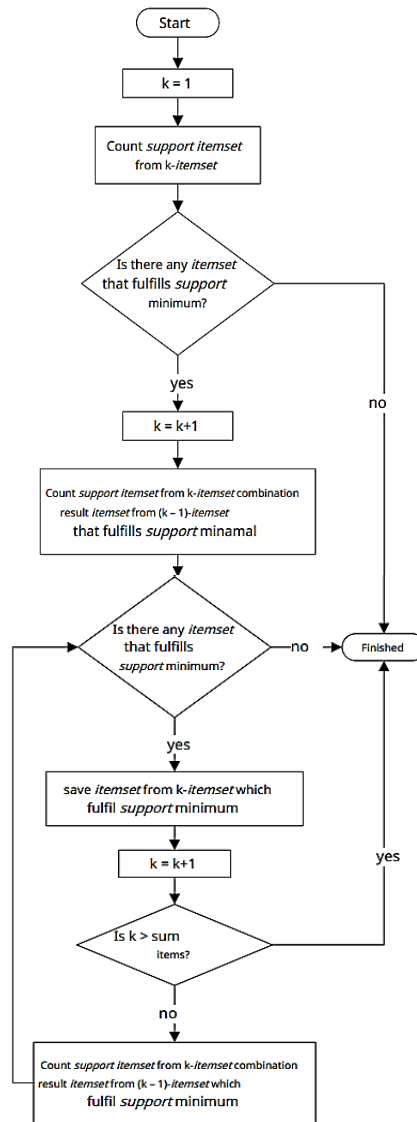 Start
k = 1
Count support itemset
from k-itemset
Is there any itemset
that fulfills support
minimum?
no
yes
k = k+1
Count support itemset from k-itemset combination
result itemset from (k – 1)-itemset
that fulfills support minamal
Is there any itemset
that fulfills
support minimum?
no
Finished
yes
save itemset from k-itemset which
fulfil support minimum
yes
k = k+1
Is k > sum
items?
no
Count support itemset from k-itemset combination
result itemset from (k – 1)-itemset which
fulfil support minimum